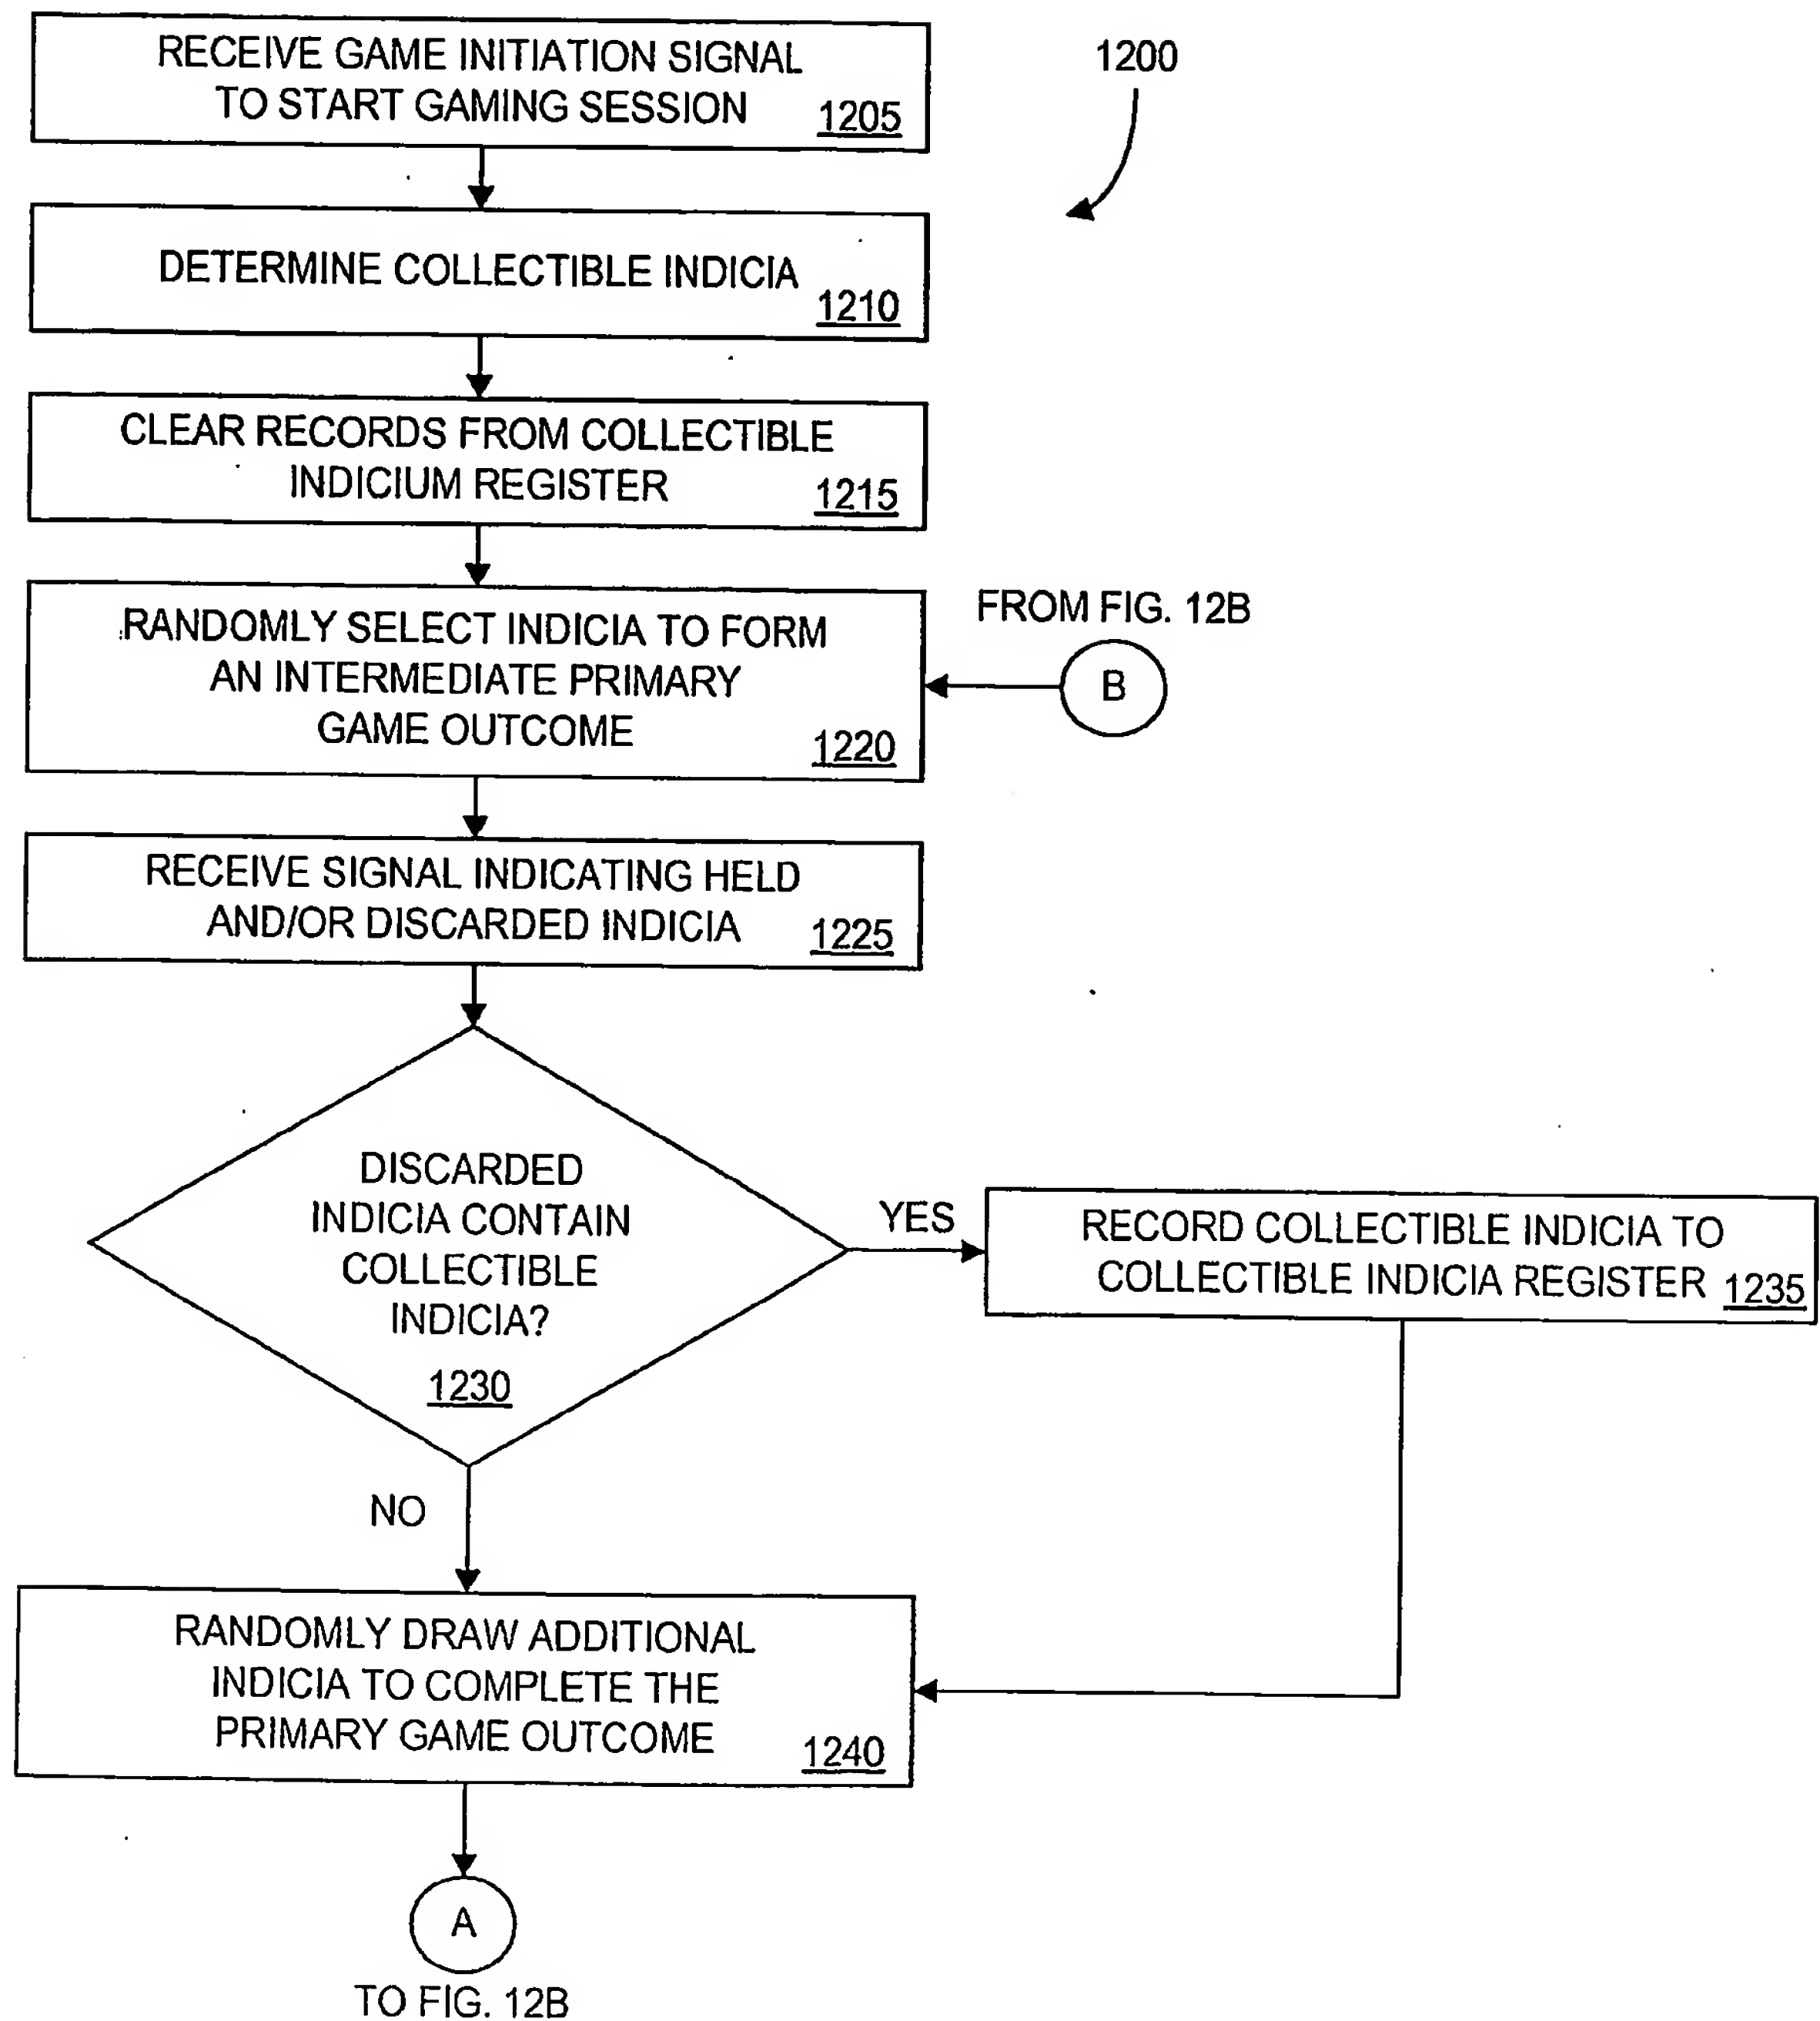 RECEIVE GAME INITIATION SIGNAL
TO START GAMING SESSION
1205
1200
DETERMINE COLLECTIBLE INDICIA
1210
CLEAR RECORDS FROM COLLECTIBLE
INDICIUM REGISTER
1215
RANDOMLY SELECT INDICIA TO FORM
AN INTERMEDIATE PRIMARY
GAME OUTCOME
1220
FROM FIG. 12B
B
RECEIVE SIGNAL INDICATING HELD
AND/OR DISCARDED INDICIA
1225
DISCARDED
INDICIA CONTAIN
COLLECTIBLE
INDICIA?
1230
YES
RECORD COLLECTIBLE INDICIA TO
COLLECTIBLE INDICIA REGISTER
1235
NO
RANDOMLY DRAW ADDITIONAL
INDICIA TO COMPLETE THE
PRIMARY GAME OUTCOME
1240
A
TO FIG. 12B